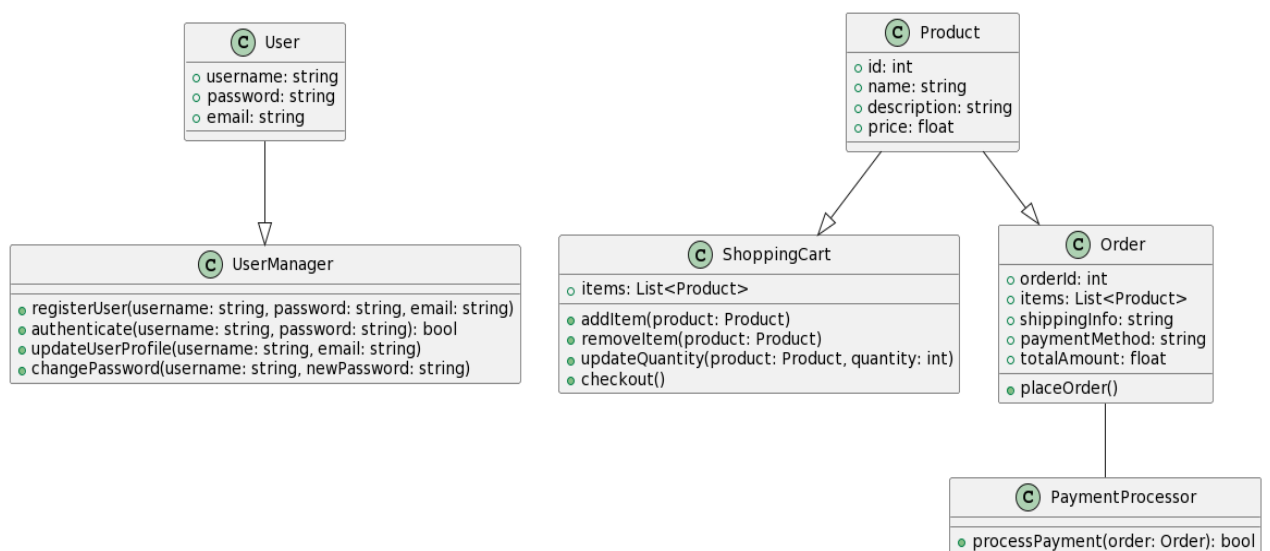 C User
username: string
password: string
email: string
C Product
id: int
name: string
description: string
price: float
C UserManager
registerUser(username: string, password: string, email: string)
authenticate(username: string, password: string): bool
updateUserProfile(username: string, email: string)
changePassword(username: string, newPassword: string)
C ShoppingCart
items: List<Product>
addItem(product: Product)
removeItem(product: Product)
updateQuantity(product: Product, quantity: int)
checkout()
C Order
orderId: int
items: List<Product>
shippingInfo: string
paymentMethod: string
totalAmount: float
placeOrder()
C PaymentProcessor
processPayment(order: Order): bool